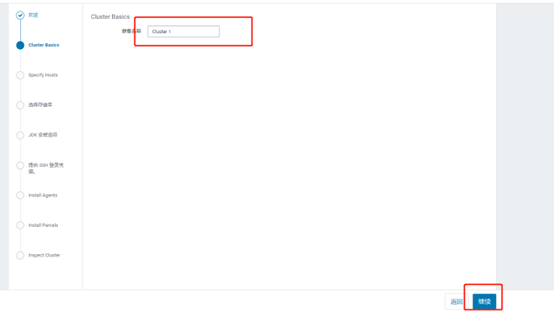 欢迎
Cluster Basics
Specify Hosts
选择存储库
JDK 安装选项
提供 SSH 登录凭
据。
Install Agents
Install Parcels
Inspect Cluster
Cluster Basics
群集名称
Cluster 1
返回
继续